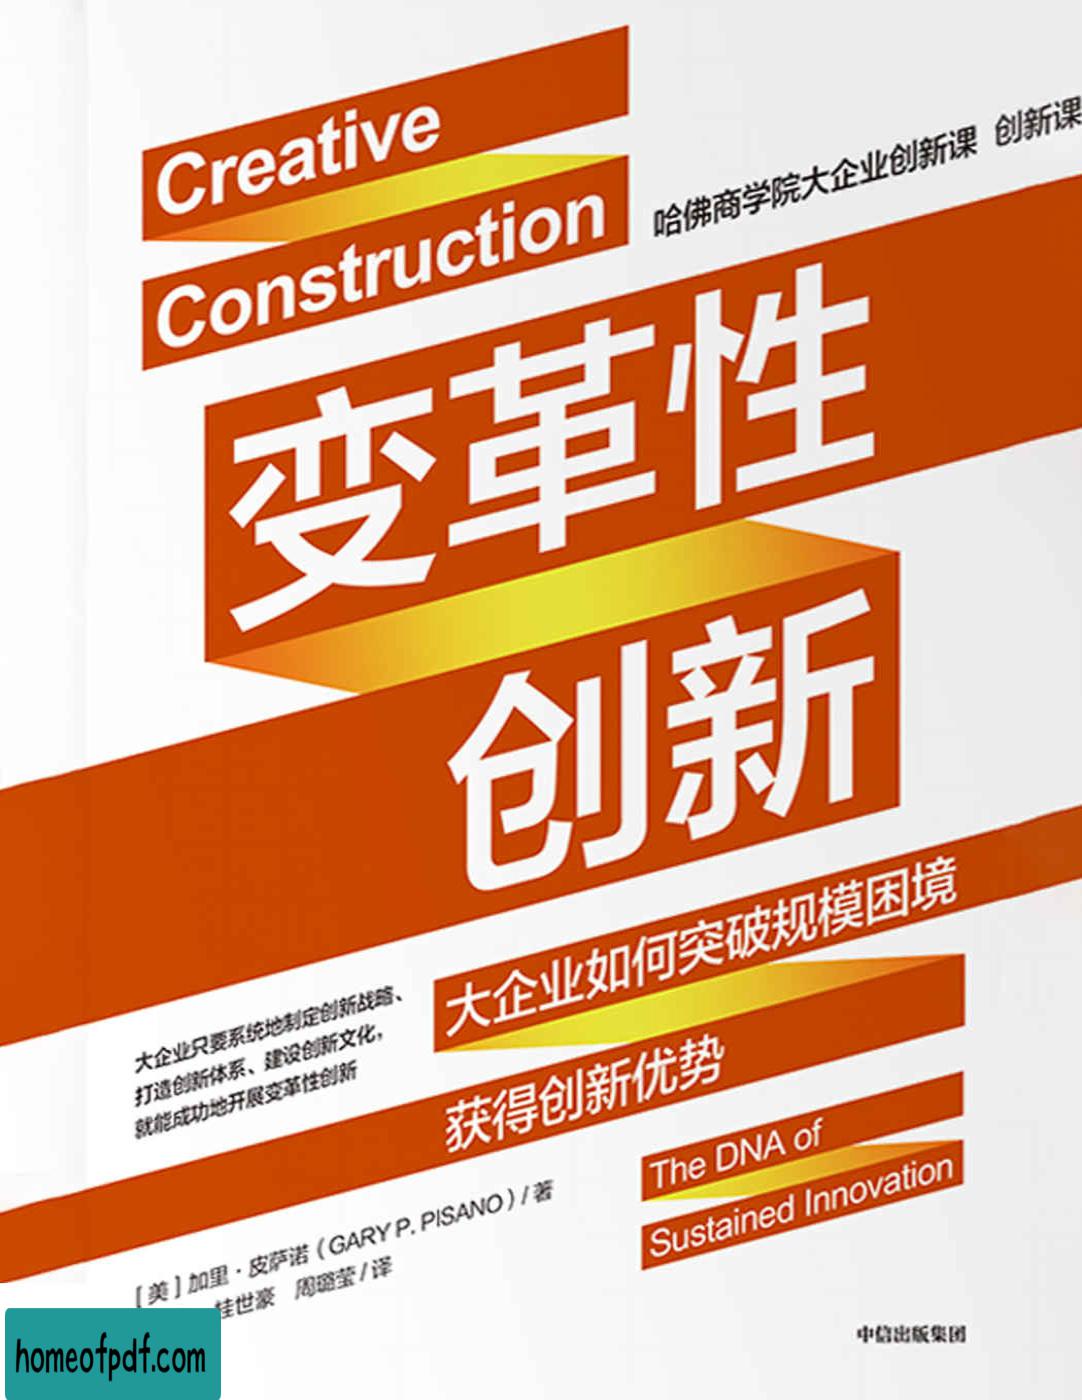 Creative
Construction
哈佛商学院大企业创新课 创新课
变革性
创新
大企业如何突破规模困境
获得创新优势
大企业只要系统地制定创新战略、
打造创新体系、建设创新文化，
就能成功地开展变革性创新
The DNA of
Sustained Innovation
[美] 加里·皮萨诺（GARY P. PISANO）/ 著
桂世豪 周璐莹 / 译
中信出版集团
homeofpdf.com